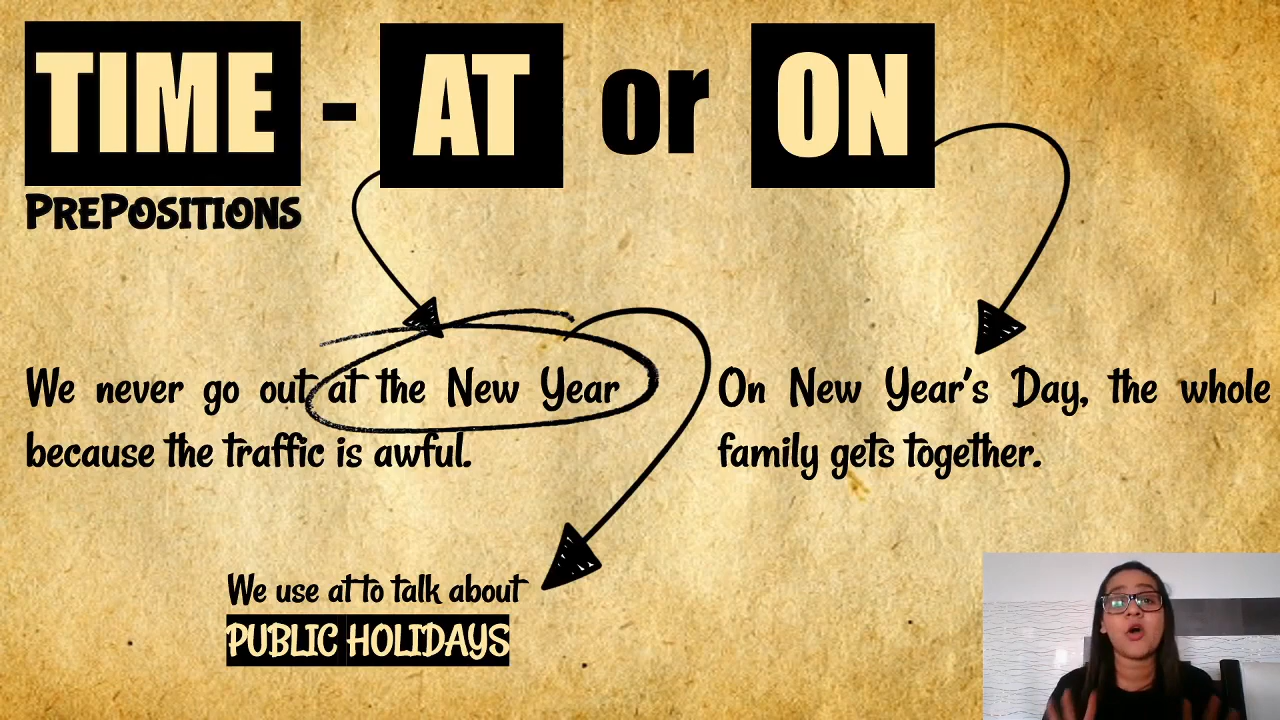 TIME - AT or ON
PREPOSITIONS
We never go out at the New Year
because the traffic is awful.
On New Year's Day, the whole
family gets together.
We use at to talk about
PUBLIC HOLIDAYS